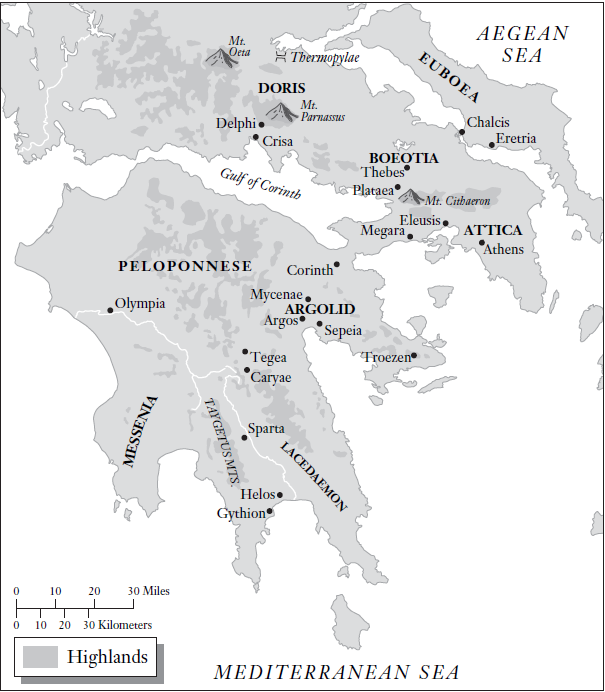 AEGEAN
SEA
Mt.
Oeta
Thermopylae
EUBOEA
DORIS
Mt.
Parnassus
Delphi
Crisa
Chalcis
Eretria
BOEOTIA
Thebes
Gulf of Corinth
Plataea
Mt. Cithaeron
Eleusis
Megara
ATTICA
Athens
PELOPONNESE
Corinth
Mycenae
Olympia
ARGOLID
Argos
Sepeia
Tegea
Troezen
Caryae
MESSENIA
TAYGETUS MTS.
Sparta
LACEDAEMON
Helos
Gythion
0 10 20 30 Miles
0 10 20 30 Kilometers
Highlands
MEDITERRANEAN SEA